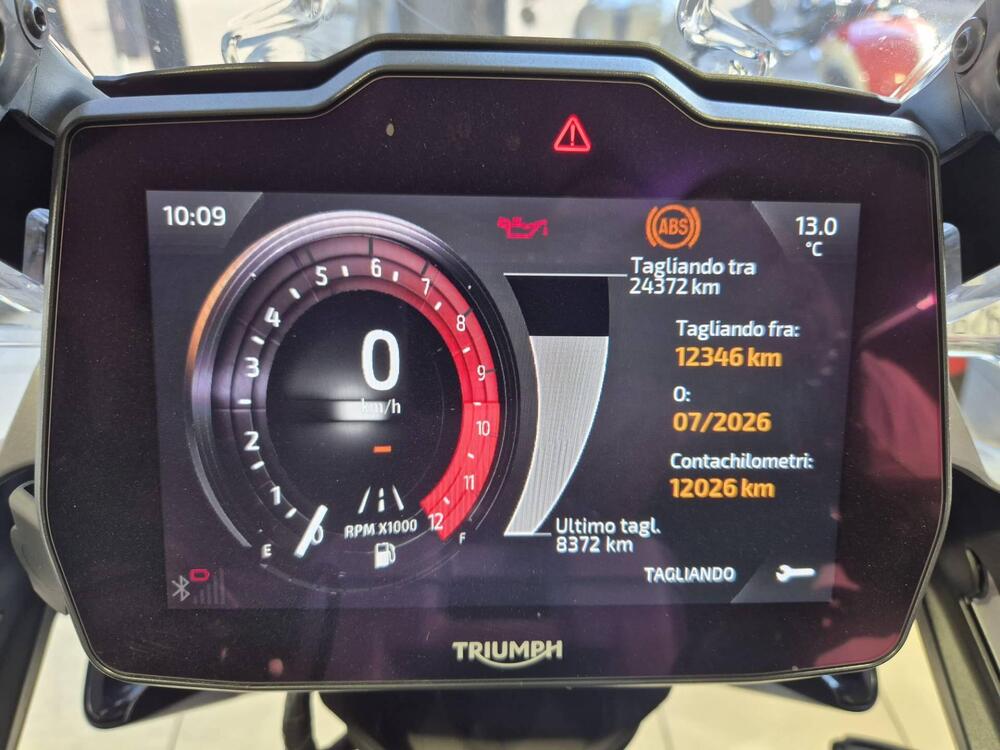 10:09
ABS
13.0
°C
Tagliando tra
24372 km
Tagliando fra:
12346 km
O:
07/2026
Contachilometri:
12026 km
Ultimo tagl.
8372 km
TAGLIANDO
0
km/h
0
1
2
3
4
5
6
7
8
9
10
11
12
RPM X1000
E
F
TRIUMPH